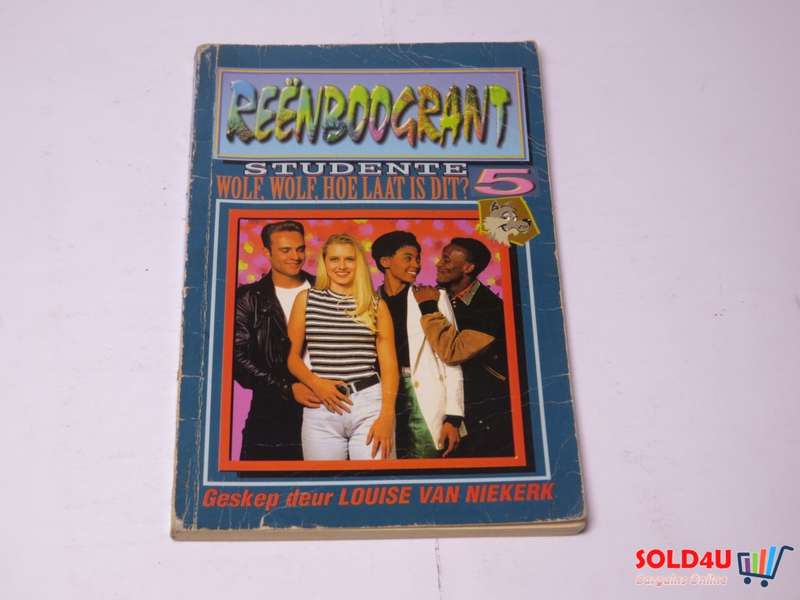 REËNBOOGRANT
STUDENTE
WOLF, WOLF, HOE LAAT IS DIT? 5
Geskep deur LOUISE VAN NIEKERK
SOLD4U
Bargains Online